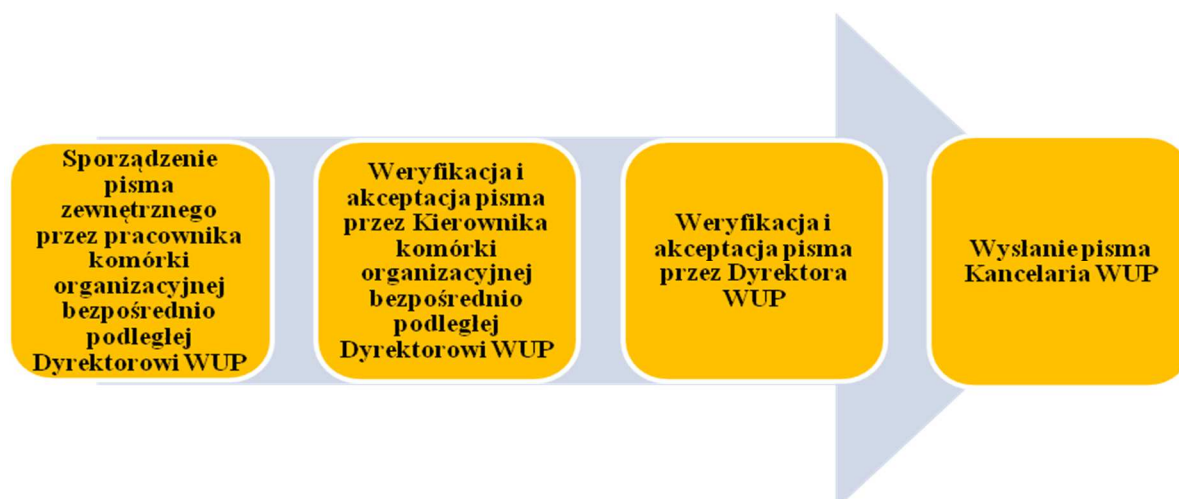 Sporządzenie
pisma
zewnętrznego
przez pracownika
komórki
organizacyjnej
bezpośrednio
podległej
Dyrektorowi WUP
Weryfikacja i
akceptacja pisma
przez Kierownika
komórki
organizacyjnej
bezpośrednio
podległej
Dyrektorowi WUP
Weryfikacja i
akceptacja pisma
przez Dyrektora
WUP
Wysłanie pisma
Kancelaria WUP